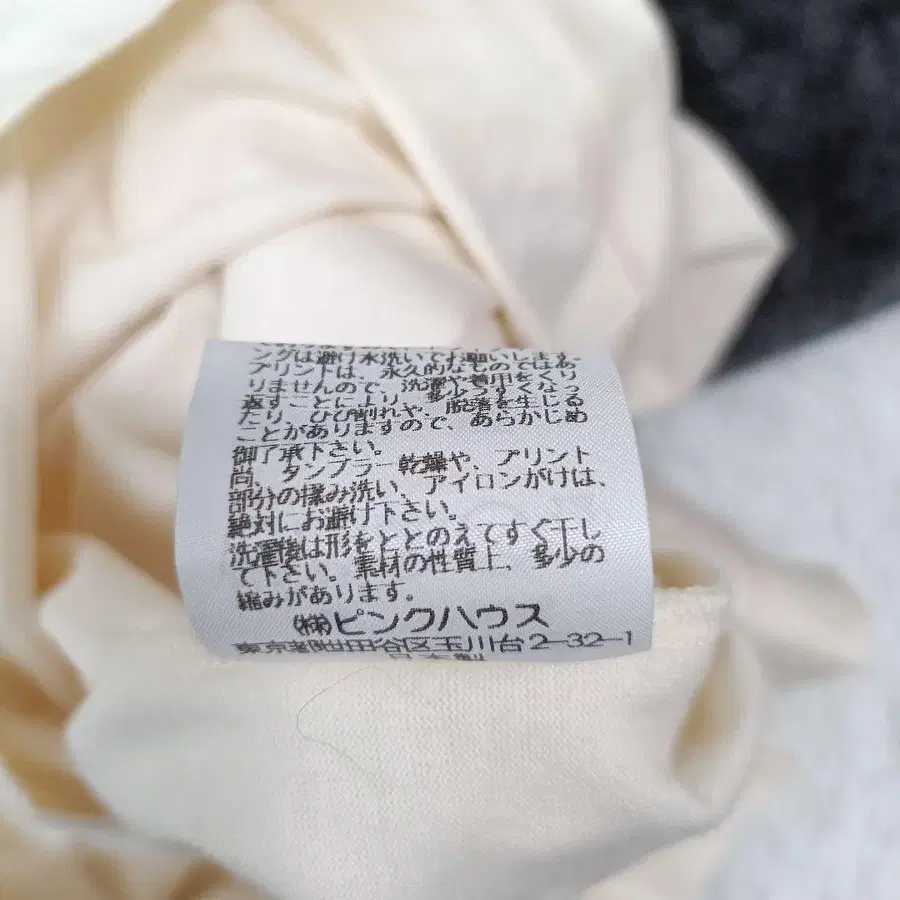 ングは避け水洗いでお願いします。
プリントは、永久的なものではあ
りませんので、洗濯や着用をくり
返すことにより、多少うすくなっ
たり、ひび割れや、脱落を生じる
ことがありますので、あらかじめ
御了承下さい。
尚、タンブラー乾燥や、プリント
部分の揉み洗い、アイロンがけは、
絶対にお避け下さい。
洗濯後は形をととのえてすぐ干し
て下さい。素材の性質上、多少の
縮みがあります。
㈱ピンクハウス
東京都世田谷区玉川台2-32-1
日本製